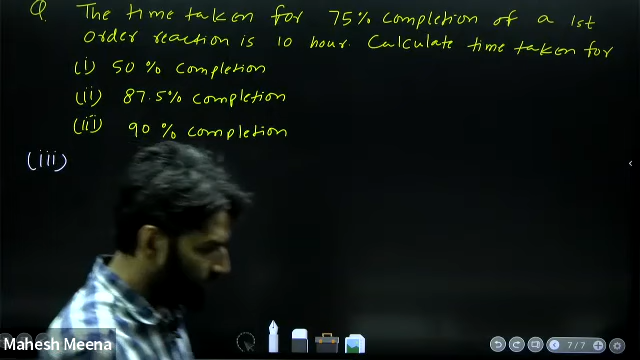 Q. The time taken for 75% completion of a 1st
order reaction is 10 hour. Calculate time taken for
(i) 50 % completion
(ii) 87.5% completion
(iii) 90 % completion
(iii)
Mahesh Meena
7/7